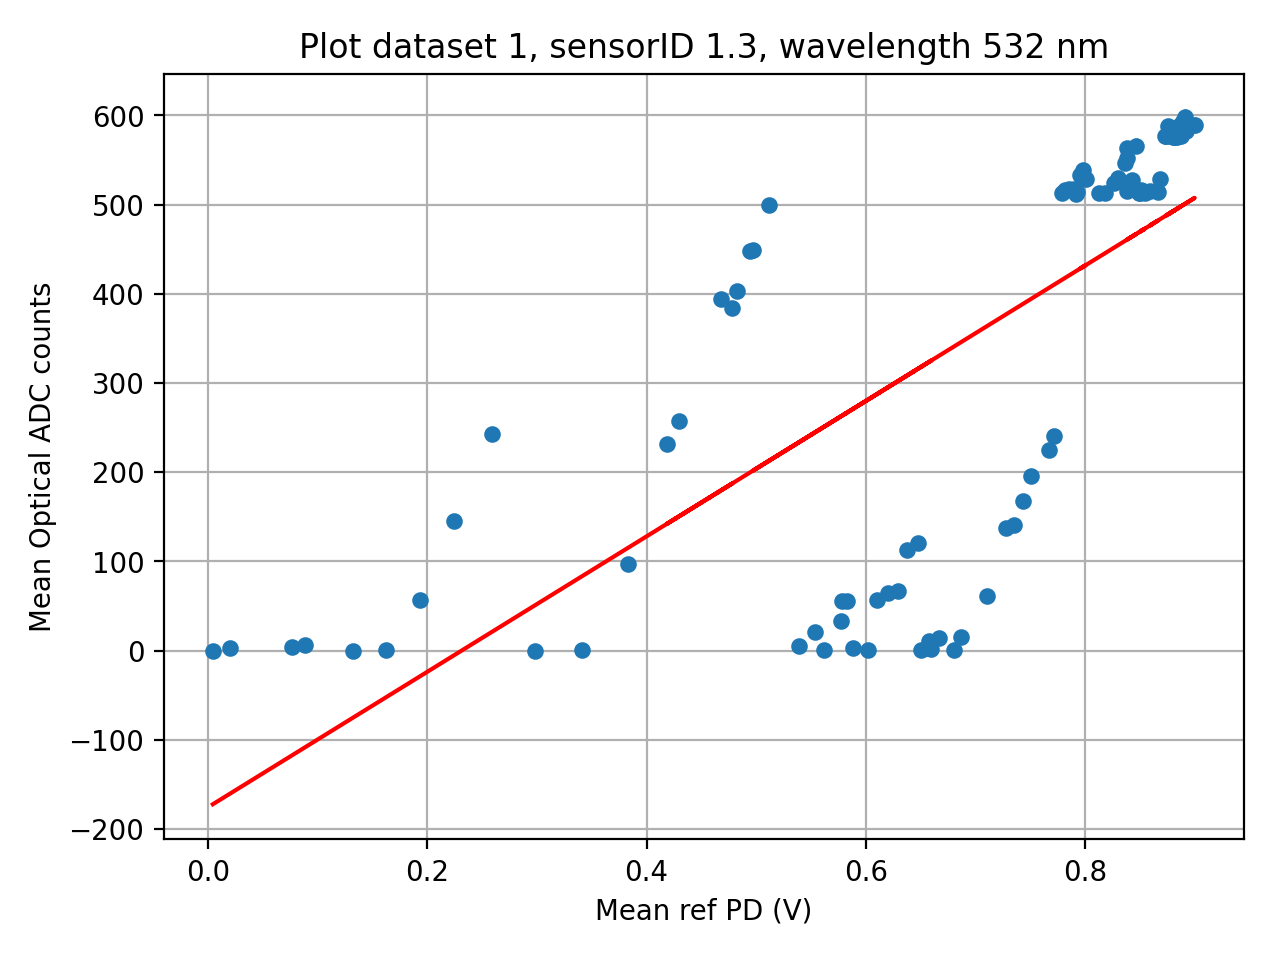 Plot dataset 1, sensorID 1.3, wavelength 532 nm
600
500
400
300
200
100
0
−100
−200
Mean Optical ADC counts
0.0 0.2 0.4 0.6 0.8
Mean ref PD (V)